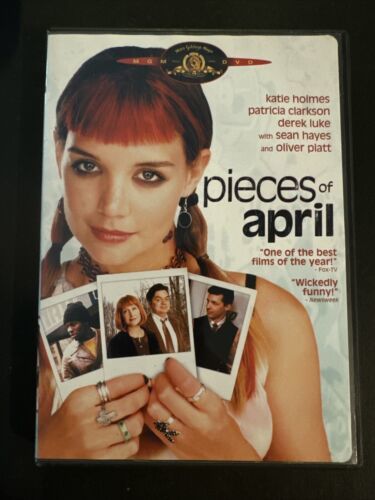 MGM DVD
katie holmes
patricia clarkson
derek luke
with sean hayes
and oliver platt
pieces of
april
"One of the best
films of the year!"
- Fox-TV
"Wickedly
funny!"
- Newsweek